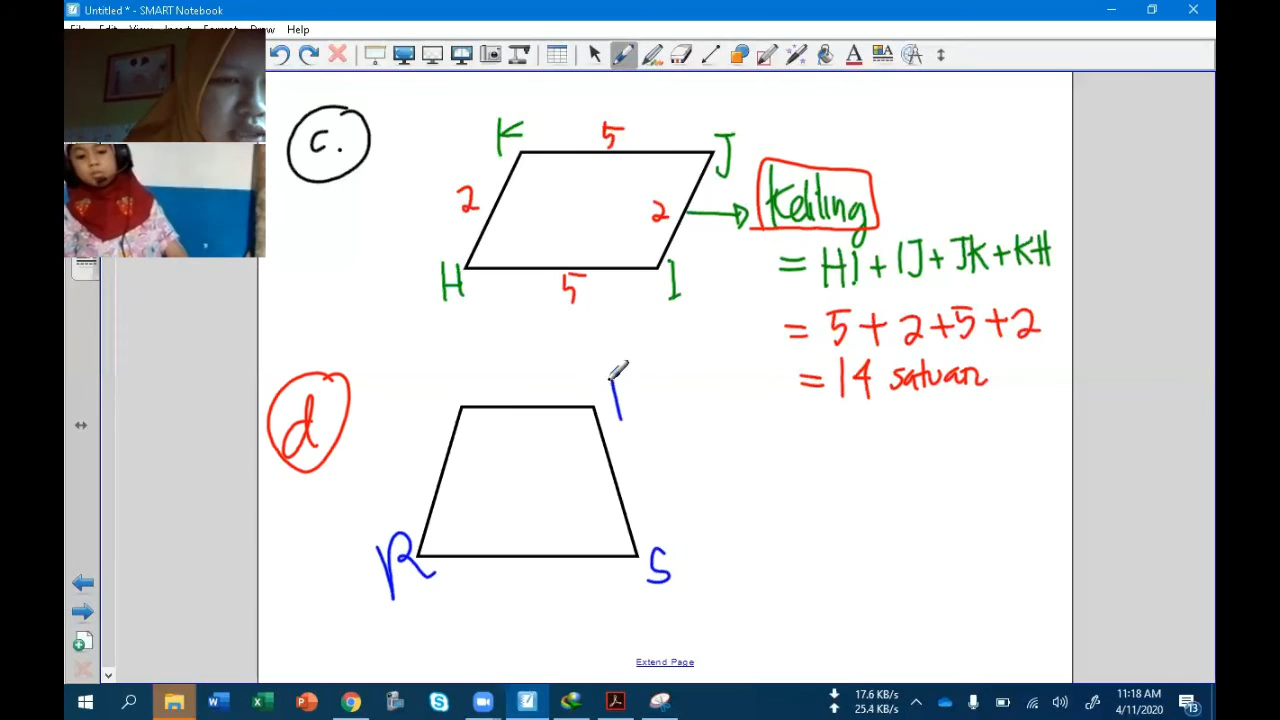 Untitled * - SMART Notebook
File Edit View Insert Format Draw Help
c.
K 5 J
2 2
H 5 I
Keliling
= HI + IJ + JK + KH
= 5 + 2 + 5 + 2
= 14 satuan
d
R S
Extend Page
17.6 KB/s
25.4 KB/s
11:18 AM
4/11/2020
13